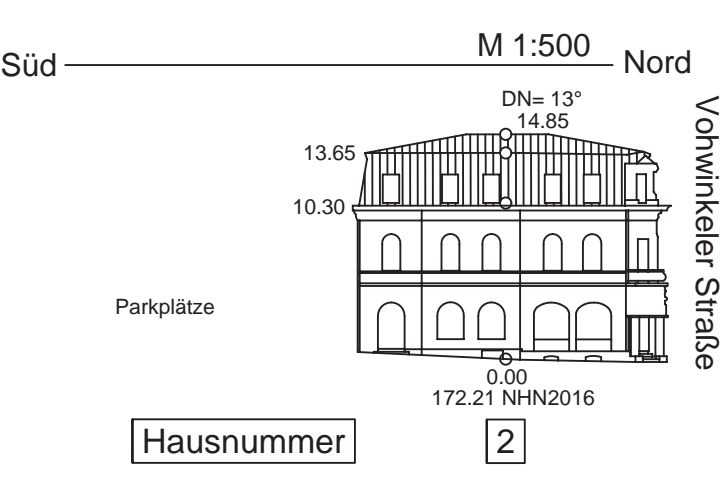 M 1:500
Süd
Nord
DN= 13°
14.85
13.65
10.30
Vohwinkeler Straße
Parkplätze
0.00
172.21 NHN2016
Hausnummer
2